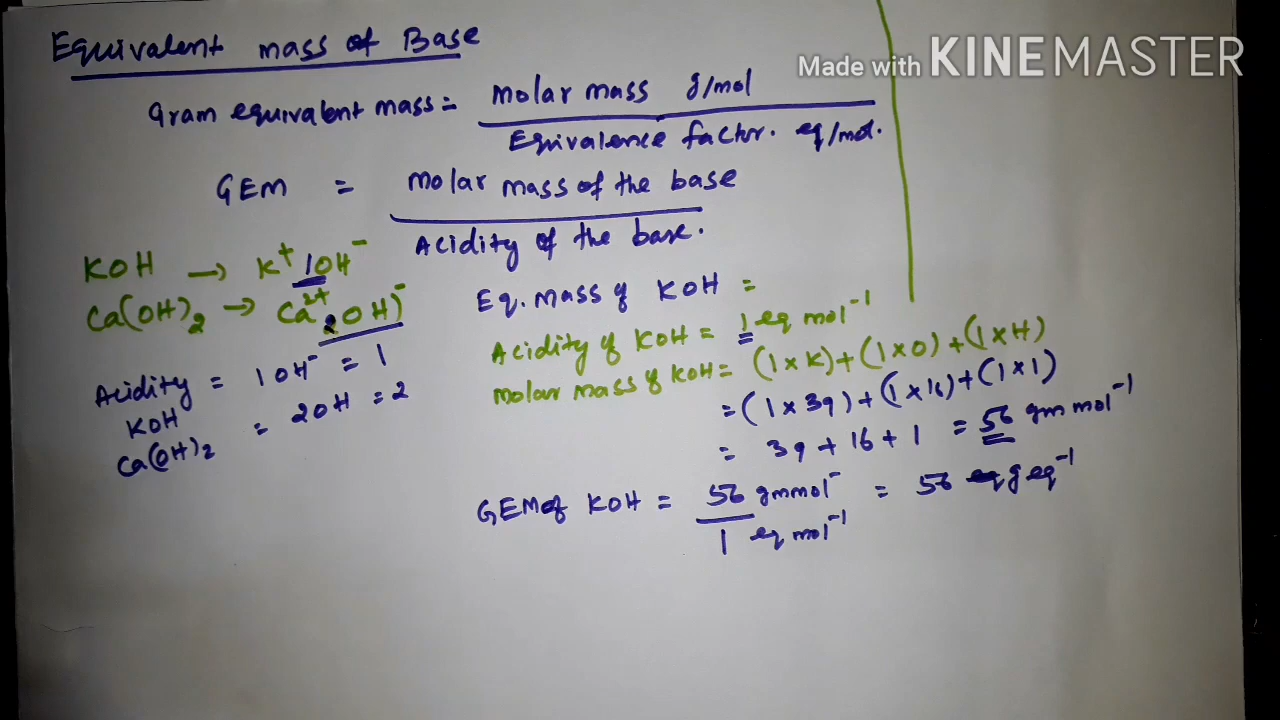 Made with KINEMASTER
Equivalent mass of Base
Gram equivalent mass = molar mass g/mol
Equivalence factor. eq/mol.
GEM = molar mass of the base
Acidity of the base.
KOH → K⁺ 1OH⁻
Ca(OH)₂ → Ca²⁺ 2OH)⁻
Acidity = 1OH⁻ = 1
KOH
Ca(OH)₂ = 2OH = 2
Eq. mass of KOH =
Acidity of KOH = 1 eq mol⁻¹
molar mass of KOH = (1×K)+(1×O)+(1×H)
=(1×39)+(1×16)+(1×1)
= 39+16+1 = 56 gm mol⁻¹
GEM of KOH = 56 gmmol⁻ = 56 g eq⁻¹
1 eq mol⁻¹